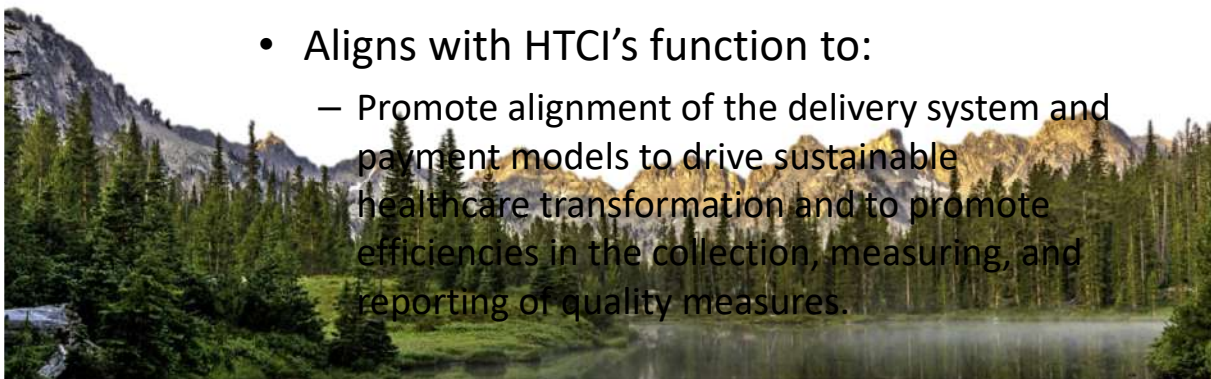 • Aligns with HTCI’s function to:
– Promote alignment of the delivery system and
payment models to drive sustainable
healthcare transformation and to promote
efficiencies in the collection, measuring, and
reporting of quality measures.